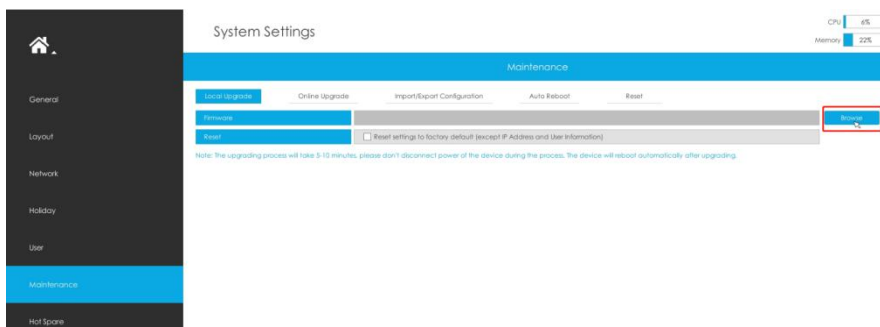 System Settings
CPU 6%
Memory 22%
Maintenance
General
Layout
Network
Holiday
User
Maintenance
Hot Spare
Local Upgrade Online Upgrade Import/Export Configuration Auto Reboot Reset
Firmware Browse
Reset Reset settings to factory default (except IP Address and User Information)
Note: The upgrading process will take 5-10 minutes, please don't disconnect power of the device during the process. The device will reboot automatically after upgrading.